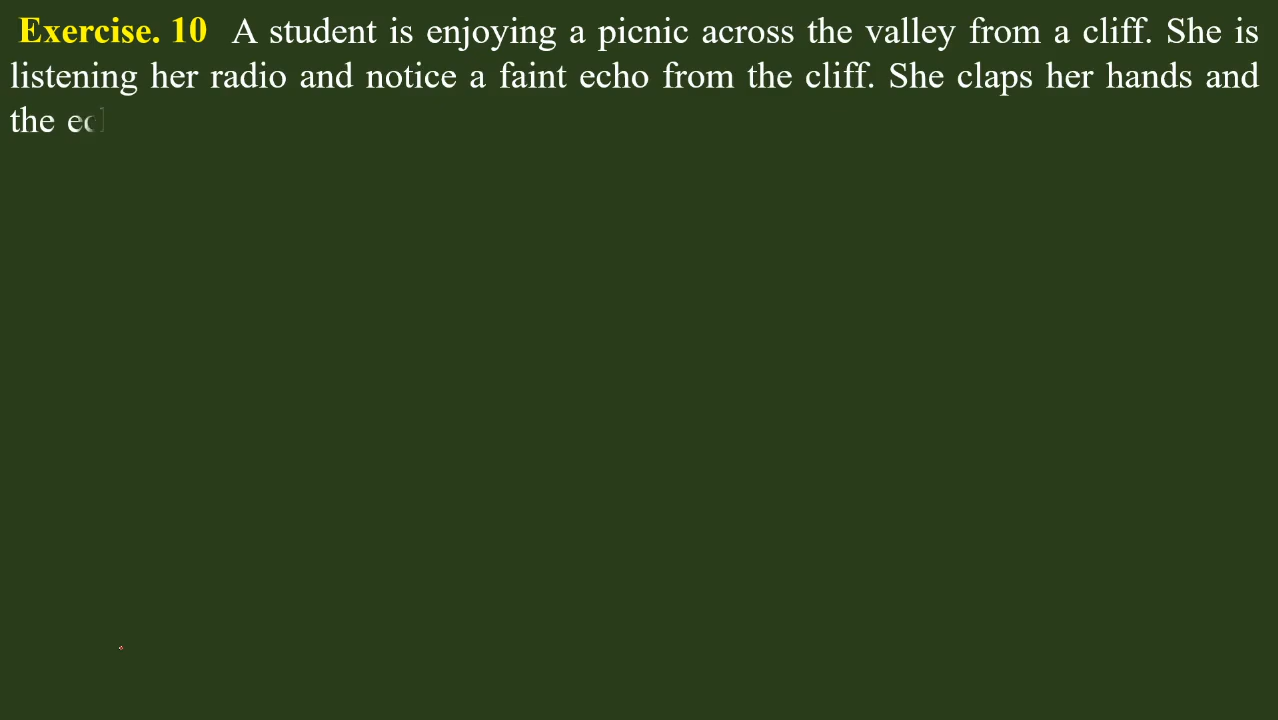 Exercise. 10 A student is enjoying a picnic across the valley from a cliff. She is
listening her radio and notice a faint echo from the cliff. She claps her hands and
the